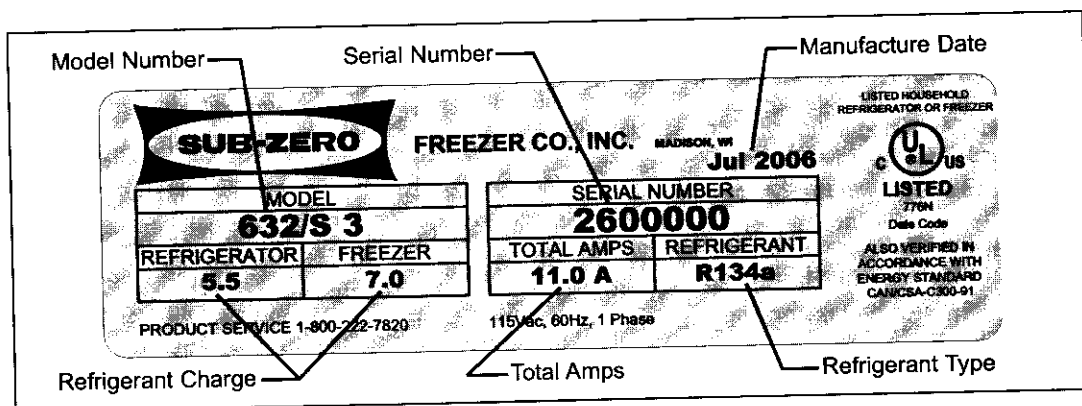 Model Number
Serial Number
Manufacture Date
SUB-ZERO
FREEZER CO., INC.
MADISON, WI
Jul 2006
LISTED HOUSEHOLD
REFRIGERATOR OR FREEZER
C UL US
LISTED
776N
Date Code
ALSO VERIFIED IN
ACCORDANCE WITH
ENERGY STANDARD
CAN/CSA-C300-91
MODEL
632/S 3
REFRIGERATOR FREEZER
5.5 7.0
SERIAL NUMBER
2600000
TOTAL AMPS REFRIGERANT
11.0 A R134a
PRODUCT SERVICE 1-800-222-7820
115Vac, 60Hz, 1 Phase
Refrigerant Charge
Total Amps
Refrigerant Type